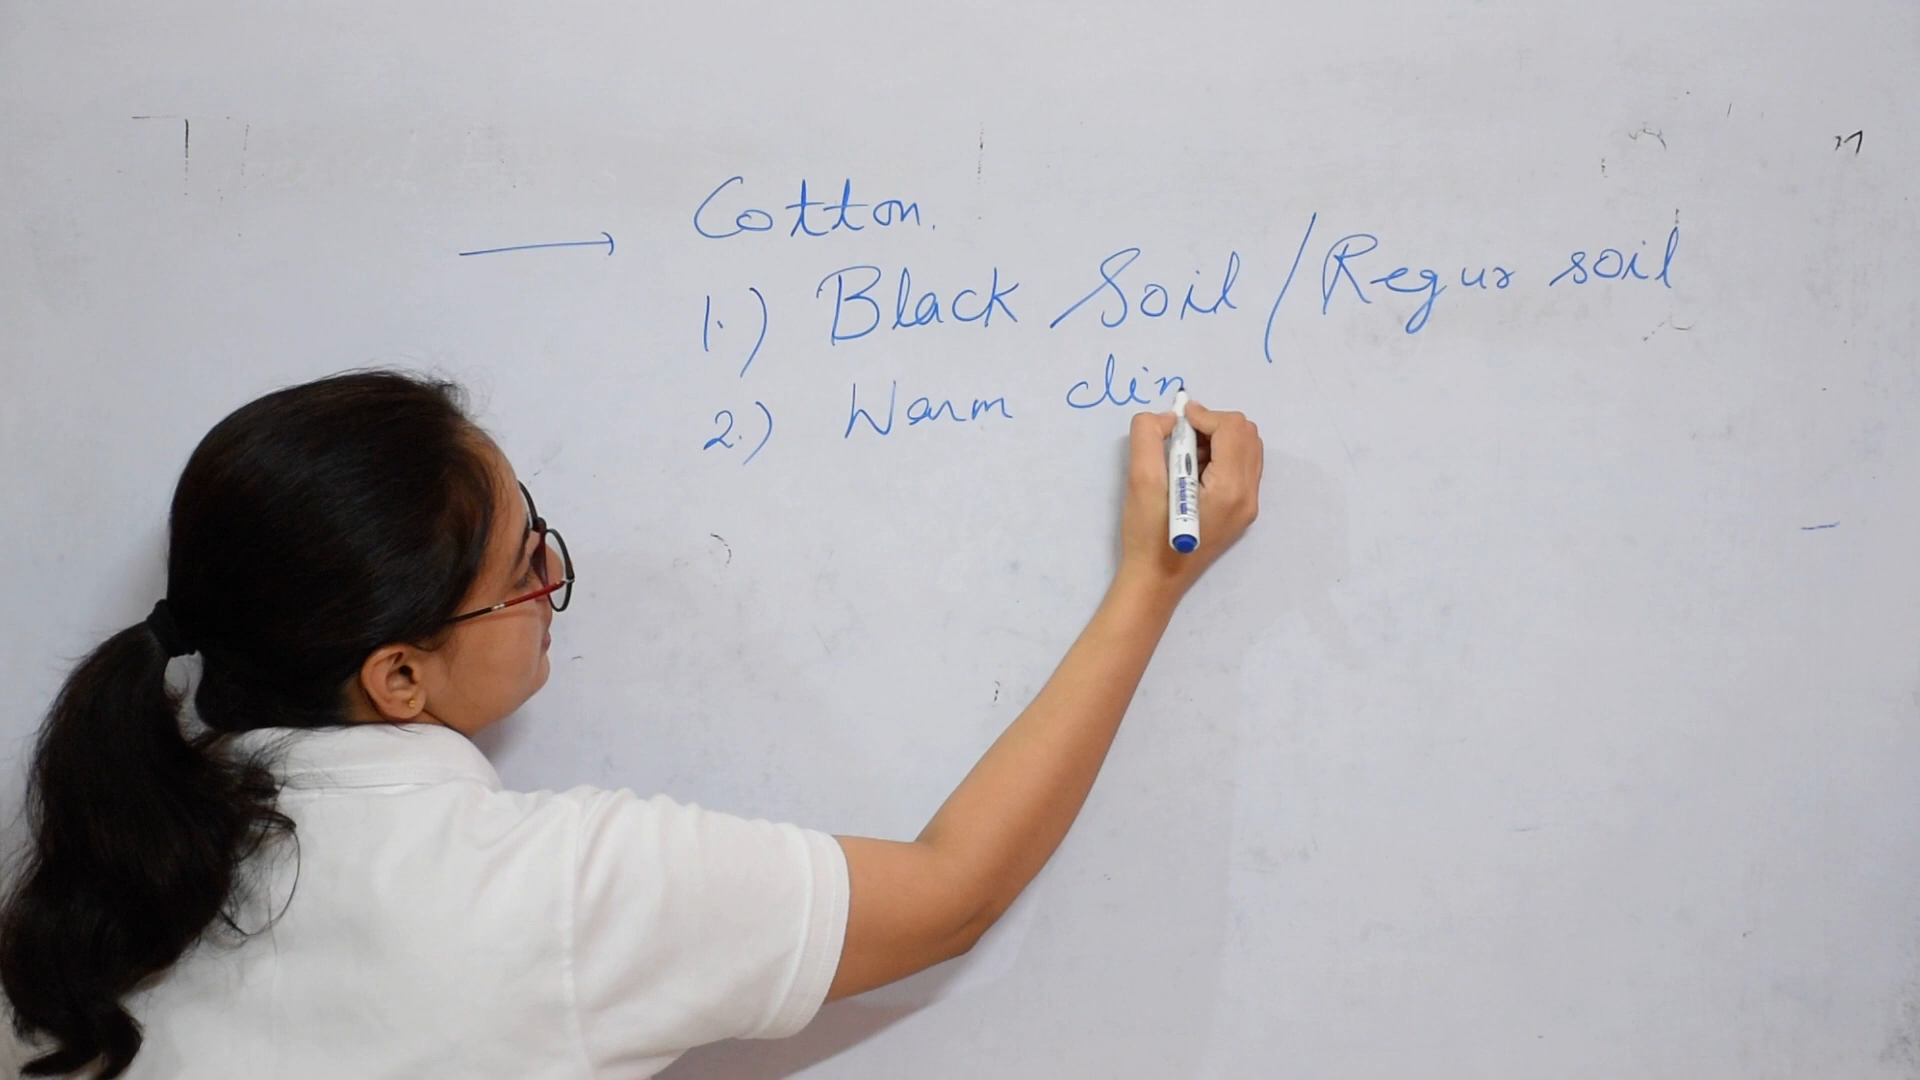 Cotton.
1.) Black Soil / Regur soil
2.) Warm clim